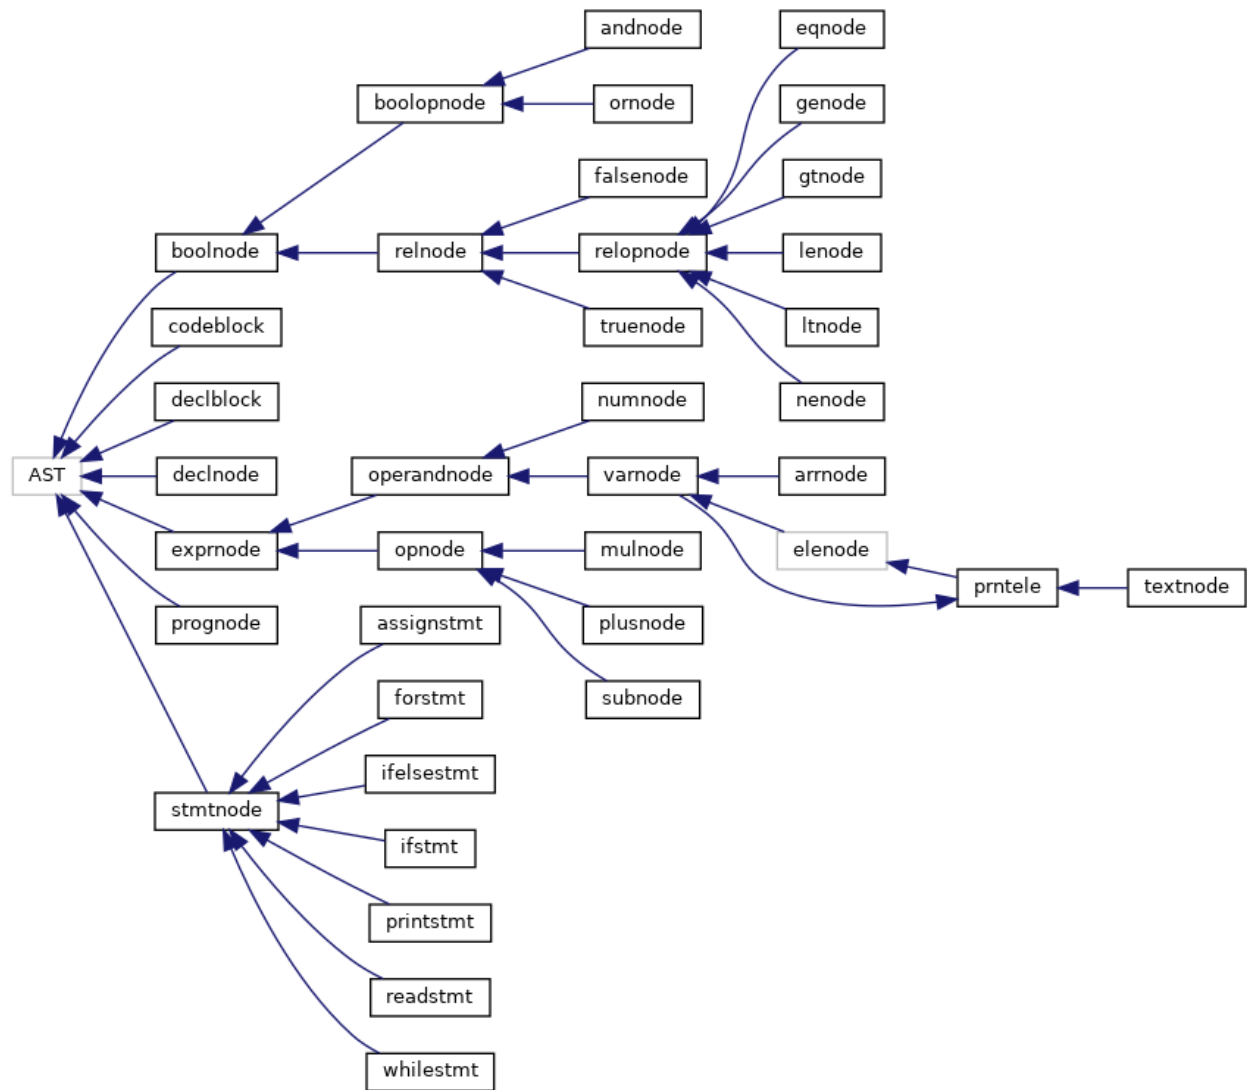 andnode
eqnode
boolopnode
ornode
genode
falsenode
gtnode
boolnode
relnode
relopnode
lenode
codeblock
truenode
ltnode
declblock
numnode
nenode
AST
declnode
operandnode
varnode
arrnode
exprnode
opnode
mulnode
elenode
prntele
textnode
prognode
assignstmt
plusnode
forstmt
subnode
ifelsestmt
stmtnode
ifstmt
printstmt
readstmt
whilestmt